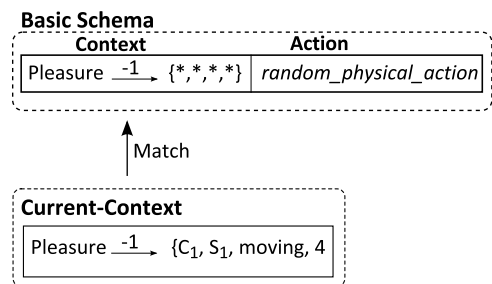 Basic Schema
Context Action
Pleasure -1 {*,*,*,*} random_physical_action
Match
Current-Context
Pleasure -1 {C₁, S₁, moving, 4